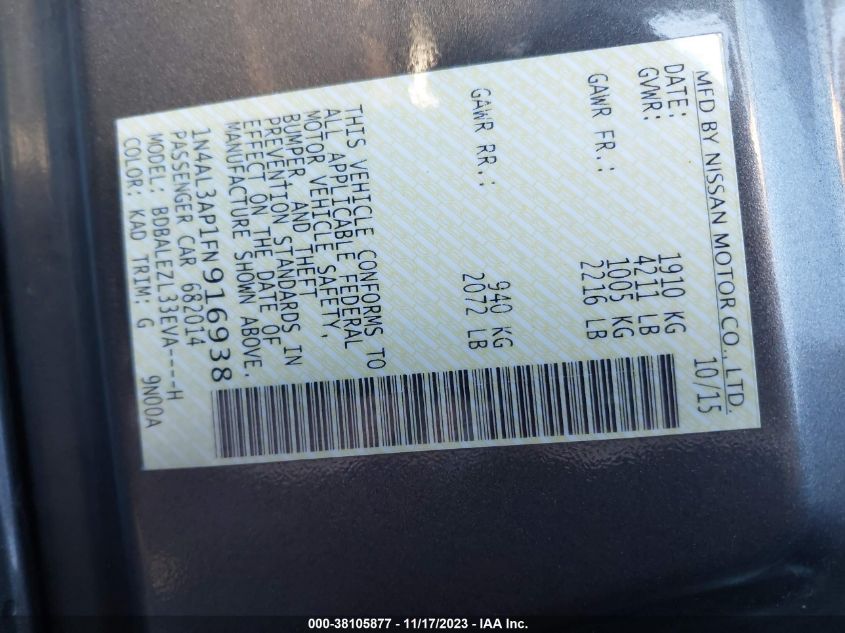 MFD BY NISSAN MOTOR CO., LTD.
DATE: 10/15
GVWR: 1910 KG
4211 LB
GAWR FR.: 1005 KG
2216 LB
GAWR RR.: 940 KG
2072 LB
THIS VEHICLE CONFORMS TO
ALL APPLICABLE FEDERAL
MOTOR VEHICLE SAFETY,
BUMPER AND THEFT
PREVENTION STANDARDS IN
EFFECT ON THE DATE OF
MANUFACTURE SHOWN ABOVE.
1N4AL3AP1FN916938
PASSENGER CAR 682014
MODEL: BDBALEZL33EVA----H
COLOR: KAD TRIM: G 9N00A
000-38105877 - 11/17/2023 - IAA Inc.